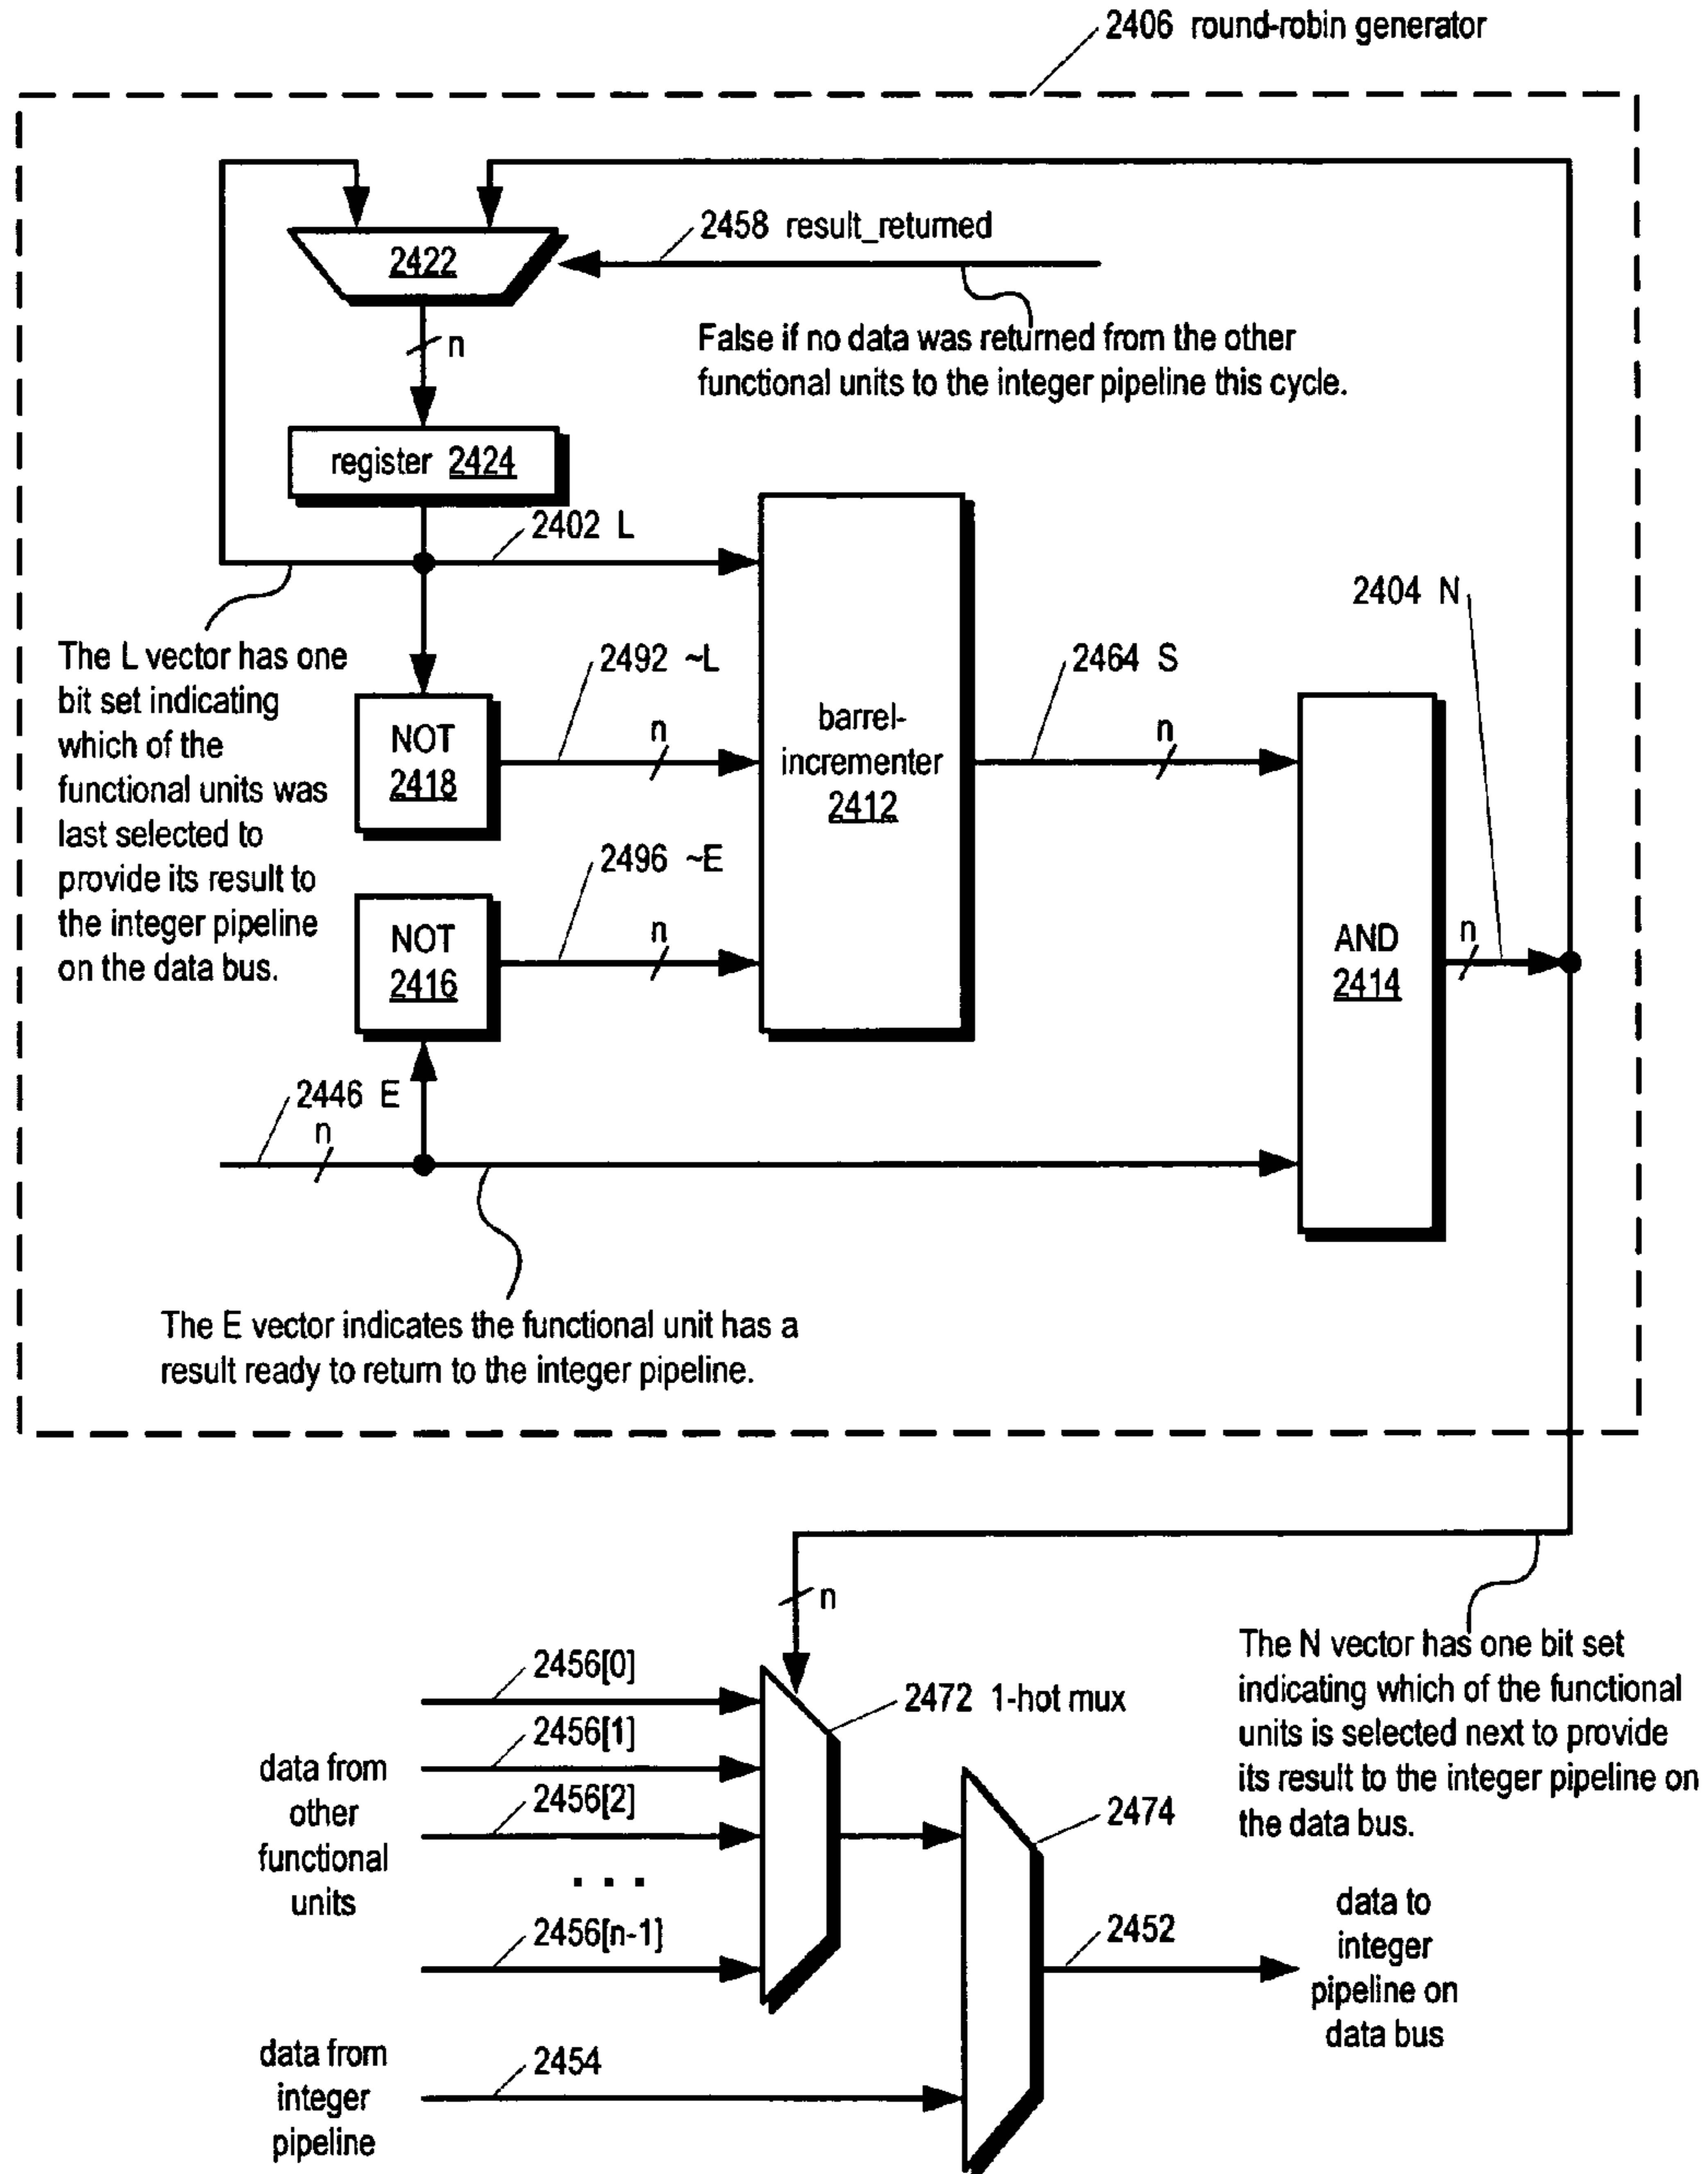 2406 round-robin generator
2422
2458 result_returned
n
False if no data was returned from the other
functional units to the integer pipeline this cycle.
register 2424
2402 L
The L vector has one
bit set indicating
which of the
functional units was
last selected to
provide its result to
the integer pipeline
on the data bus.
NOT
2418
2492 ~L
n
NOT
2416
2496 ~E
n
barrel-
incrementer
2412
2464 S
n
2404 N
AND
2414
n
2446 E
n
The E vector indicates the functional unit has a
result ready to return to the integer pipeline.
n
The N vector has one bit set
indicating which of the functional
units is selected next to provide
its result to the integer pipeline on
the data bus.
data from
other
functional
units
2456[0]
2456[1]
2456[2]
. . .
2456[n-1]
2472 1-hot mux
2474
2452
data to
integer
pipeline on
data bus
data from
integer
pipeline
2454